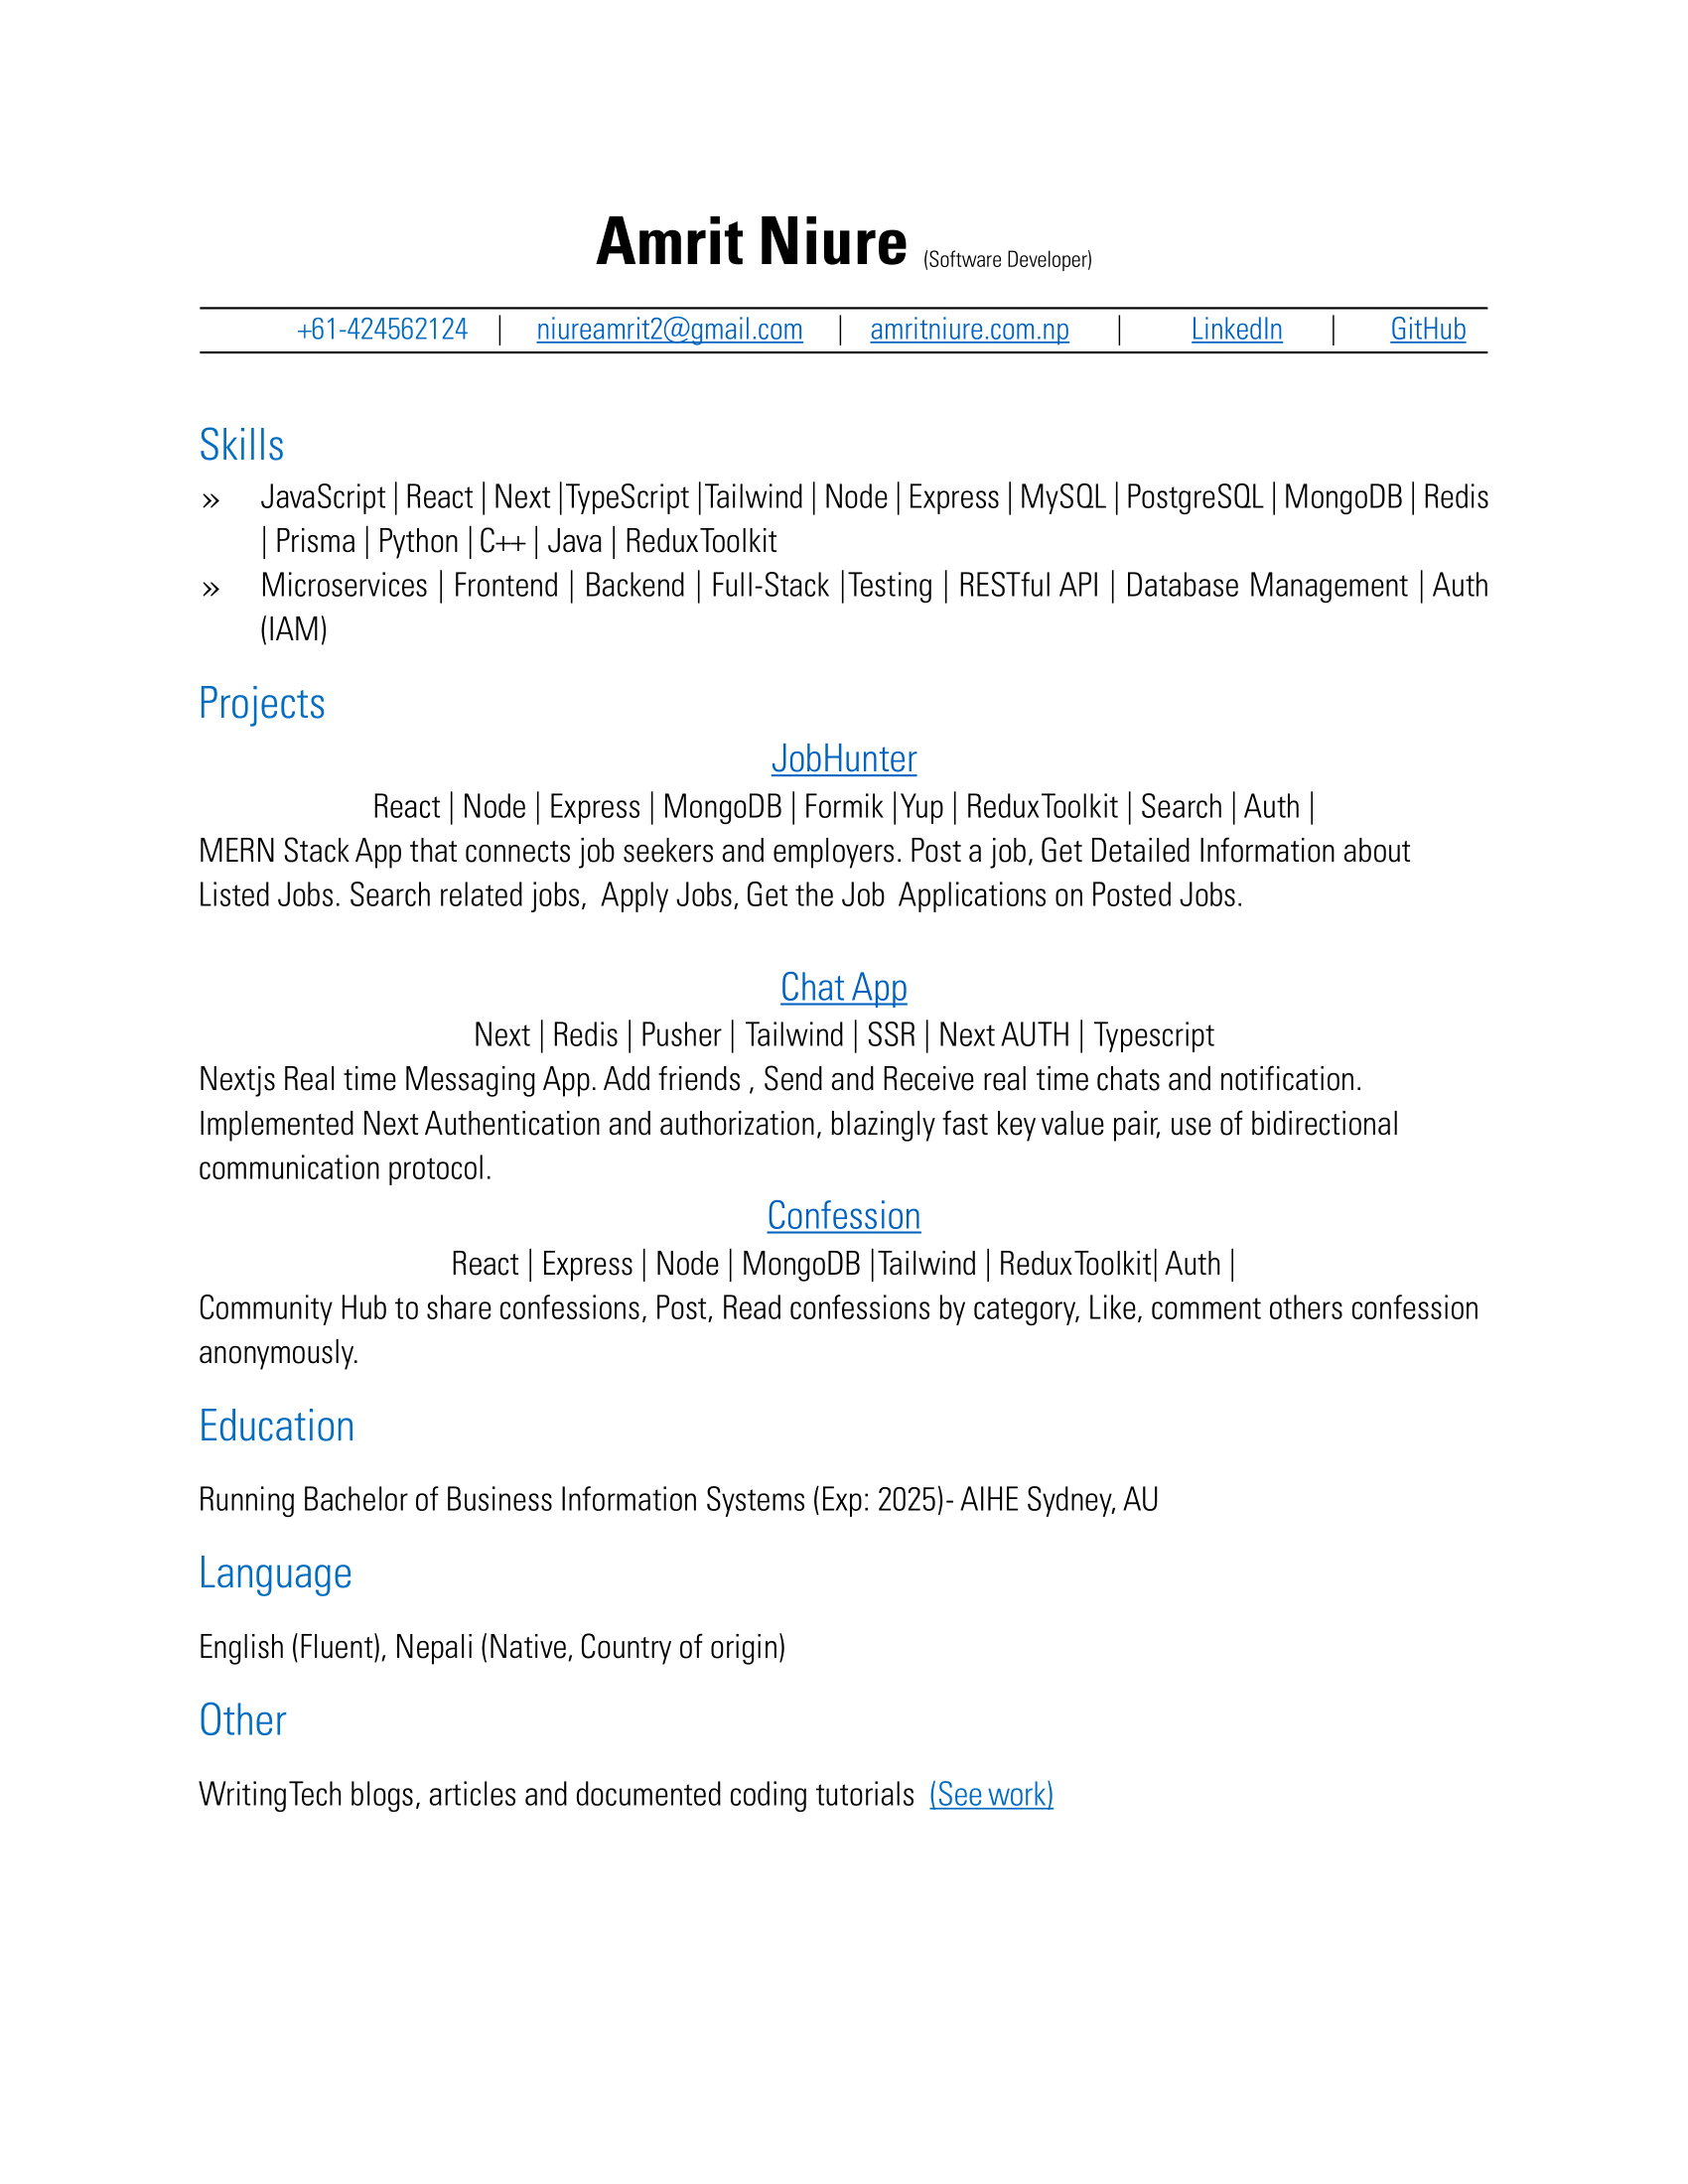 Amrit Niure (Software Developer)
+61-424562124 | niureamrit2@gmail.com | amritniure.com.np | LinkedIn | GitHub
Skills
» JavaScript | React | Next |TypeScript |Tailwind | Node | Express | MySQL | PostgreSQL | MongoDB | Redis
| Prisma | Python | C++ | Java | ReduxToolkit
» Microservices | Frontend | Backend | Full-Stack |Testing | RESTful API | Database Management | Auth
(IAM)
Projects
JobHunter
React | Node | Express | MongoDB | Formik |Yup | ReduxToolkit | Search | Auth |
MERN Stack App that connects job seekers and employers. Post a job, Get Detailed Information about
Listed Jobs. Search related jobs,  Apply Jobs, Get the Job  Applications on Posted Jobs.
Chat App
Next | Redis | Pusher | Tailwind | SSR | Next AUTH | Typescript
Nextjs Real time Messaging App. Add friends , Send and Receive real time chats and notification.
Implemented Next Authentication and authorization, blazingly fast key value pair, use of bidirectional
communication protocol.
Confession
React | Express | Node | MongoDB |Tailwind | ReduxToolkit| Auth |
Community Hub to share confessions, Post, Read confessions by category, Like, comment others confession
anonymously.
Education
Running Bachelor of Business Information Systems (Exp: 2025)- AIHE Sydney, AU
Language
English (Fluent), Nepali (Native, Country of origin)
Other
WritingTech blogs, articles and documented coding tutorials  (See work)